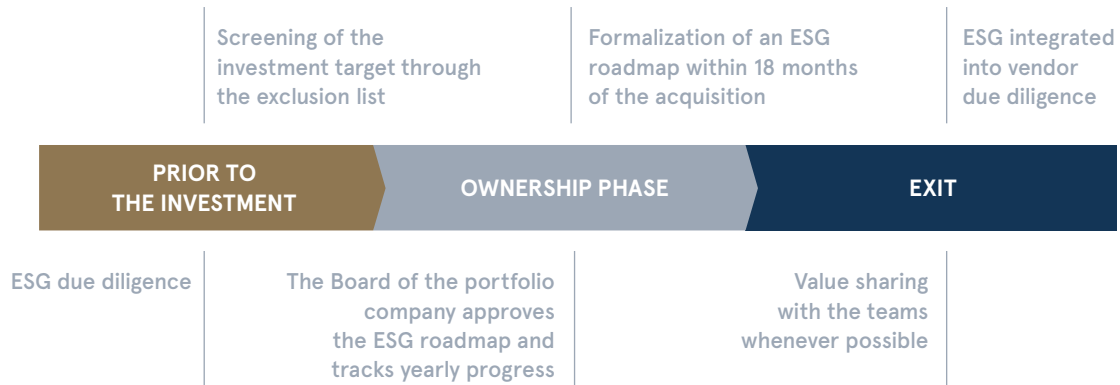 Screening of the
investment target through
the exclusion list
Formalization of an ESG
roadmap within 18 months
of the acquisition
ESG integrated
into vendor
due diligence
PRIOR TO
THE INVESTMENT
OWNERSHIP PHASE
EXIT
ESG due diligence
The Board of the portfolio
company approves
the ESG roadmap and
tracks yearly progress
Value sharing
with the teams
whenever possible